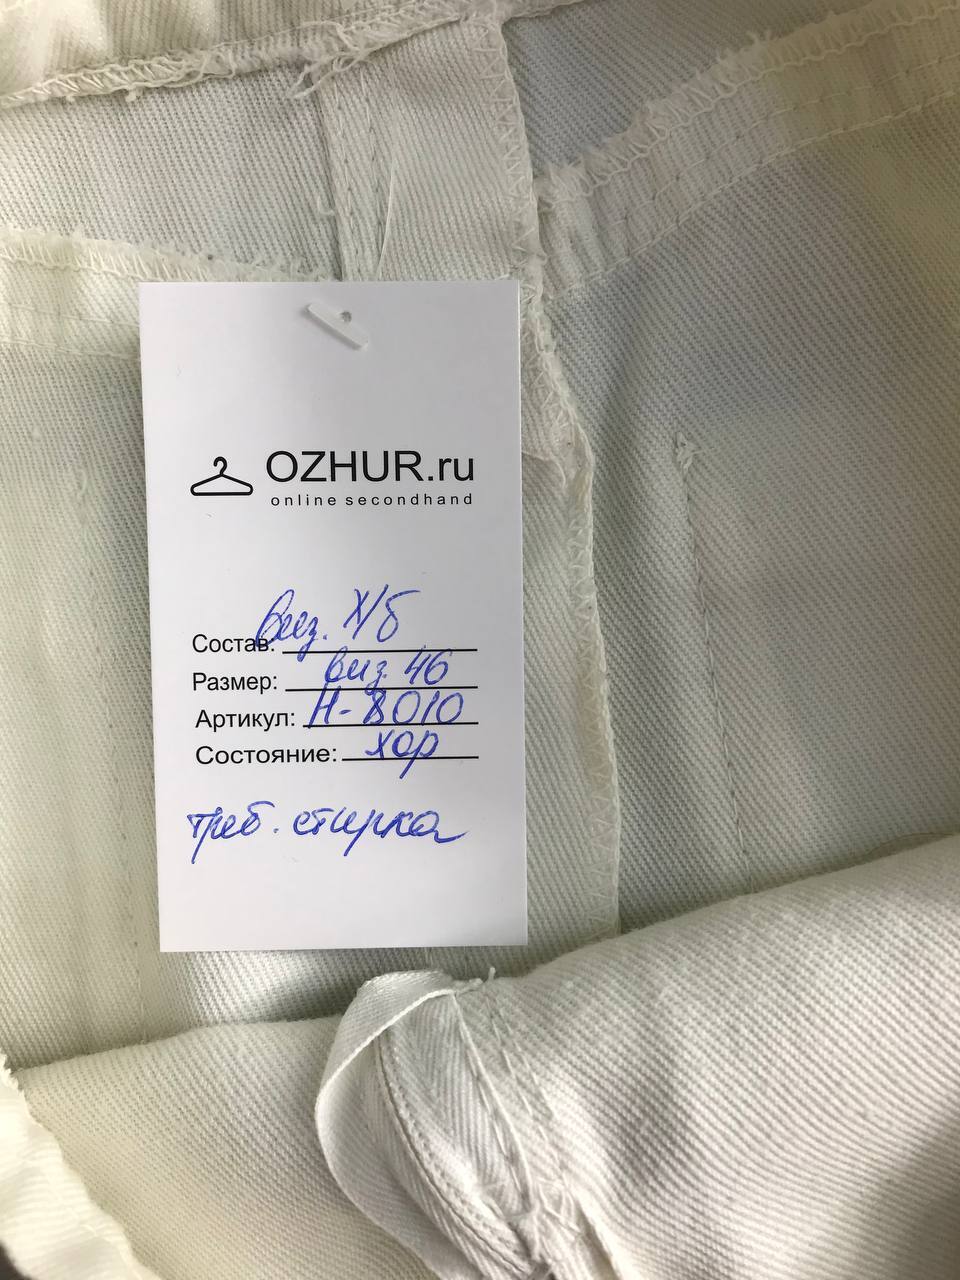 OZHUR.ru
online secondhand
Состав: виз. х/б
Размер: виз. 46
Артикул: Н-8010
Состояние: хор
треб. стирка